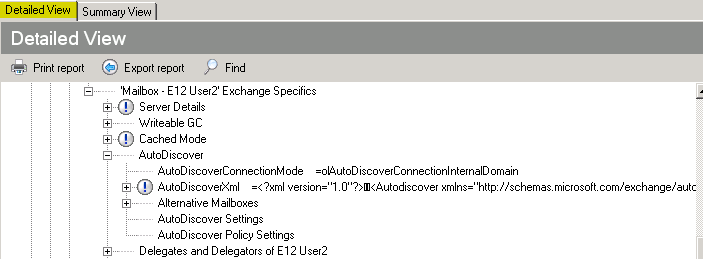 Detailed View Summary View
Detailed View
Print report Export report Find
'Mailbox - E12 User2' Exchange Specifics
Server Details
Writeable GC
Cached Mode
AutoDiscover
AutoDiscoverConnectionMode =olAutoDiscoverConnectionInternalDomain
AutoDiscoverXml =<?xml version="1.0"?>▯▯<Autodiscover xmlns="http://schemas.microsoft.com/exchange/auto
Alternative Mailboxes
AutoDiscover Settings
AutoDiscover Policy Settings
Delegates and Delegators of E12 User2